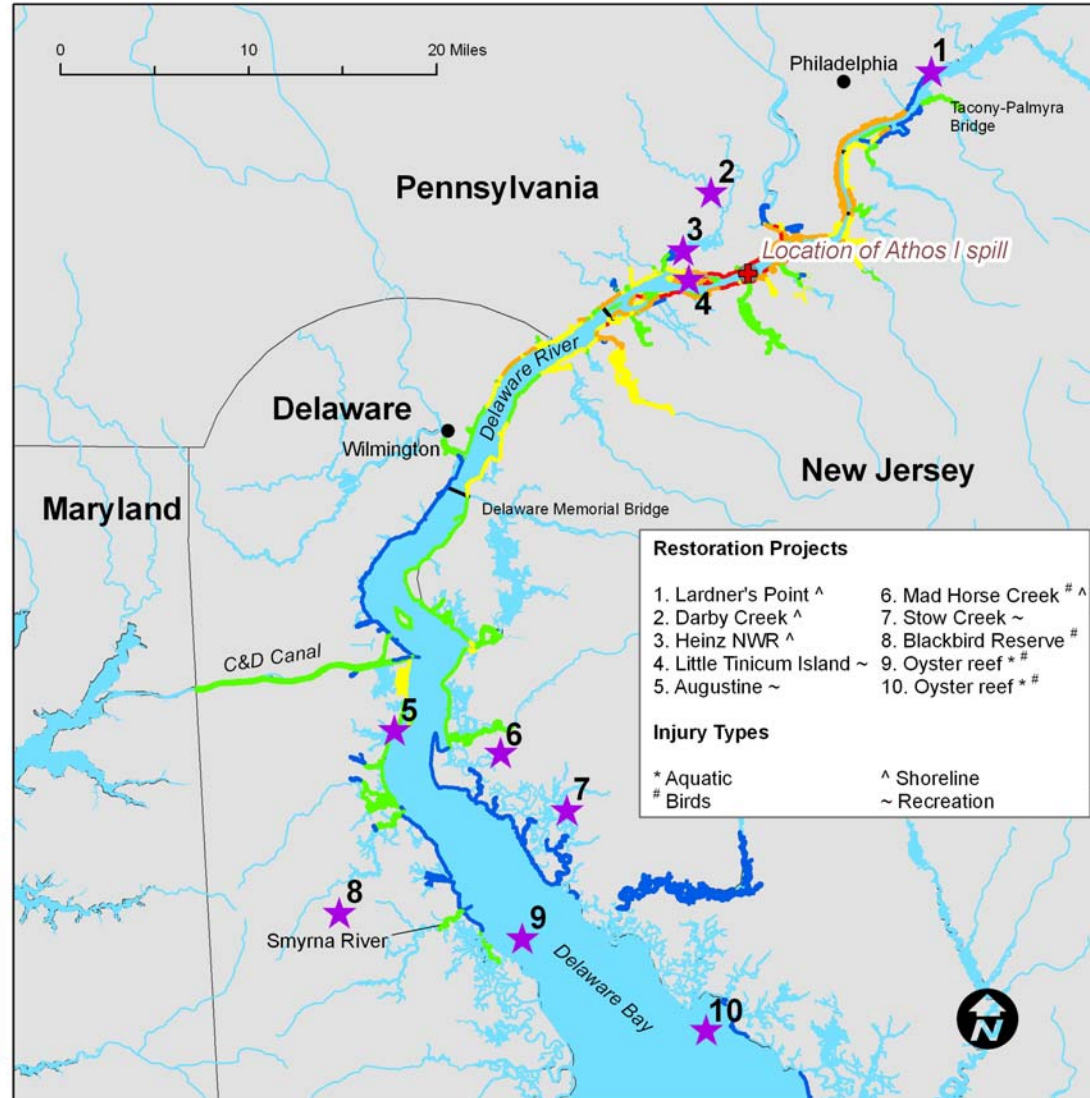 0 10 20 Miles
1
Philadelphia
Tacony-Palmyra
Bridge
2
Pennsylvania
3
Location of Athos I spill
4
Delaware River
Delaware
Wilmington
New Jersey
Maryland
Delaware Memorial Bridge
C&D Canal
5
6
7
8
Smyrna River
9
Delaware Bay
10
N
Restoration Projects
1. Lardner's Point ^
2. Darby Creek ^
3. Heinz NWR ^
4. Little Tinicum Island ~
5. Augustine ~
6. Mad Horse Creek # ^
7. Stow Creek ~
8. Blackbird Reserve #
9. Oyster reef * #
10. Oyster reef * #
Injury Types
* Aquatic
# Birds
^ Shoreline
~ Recreation